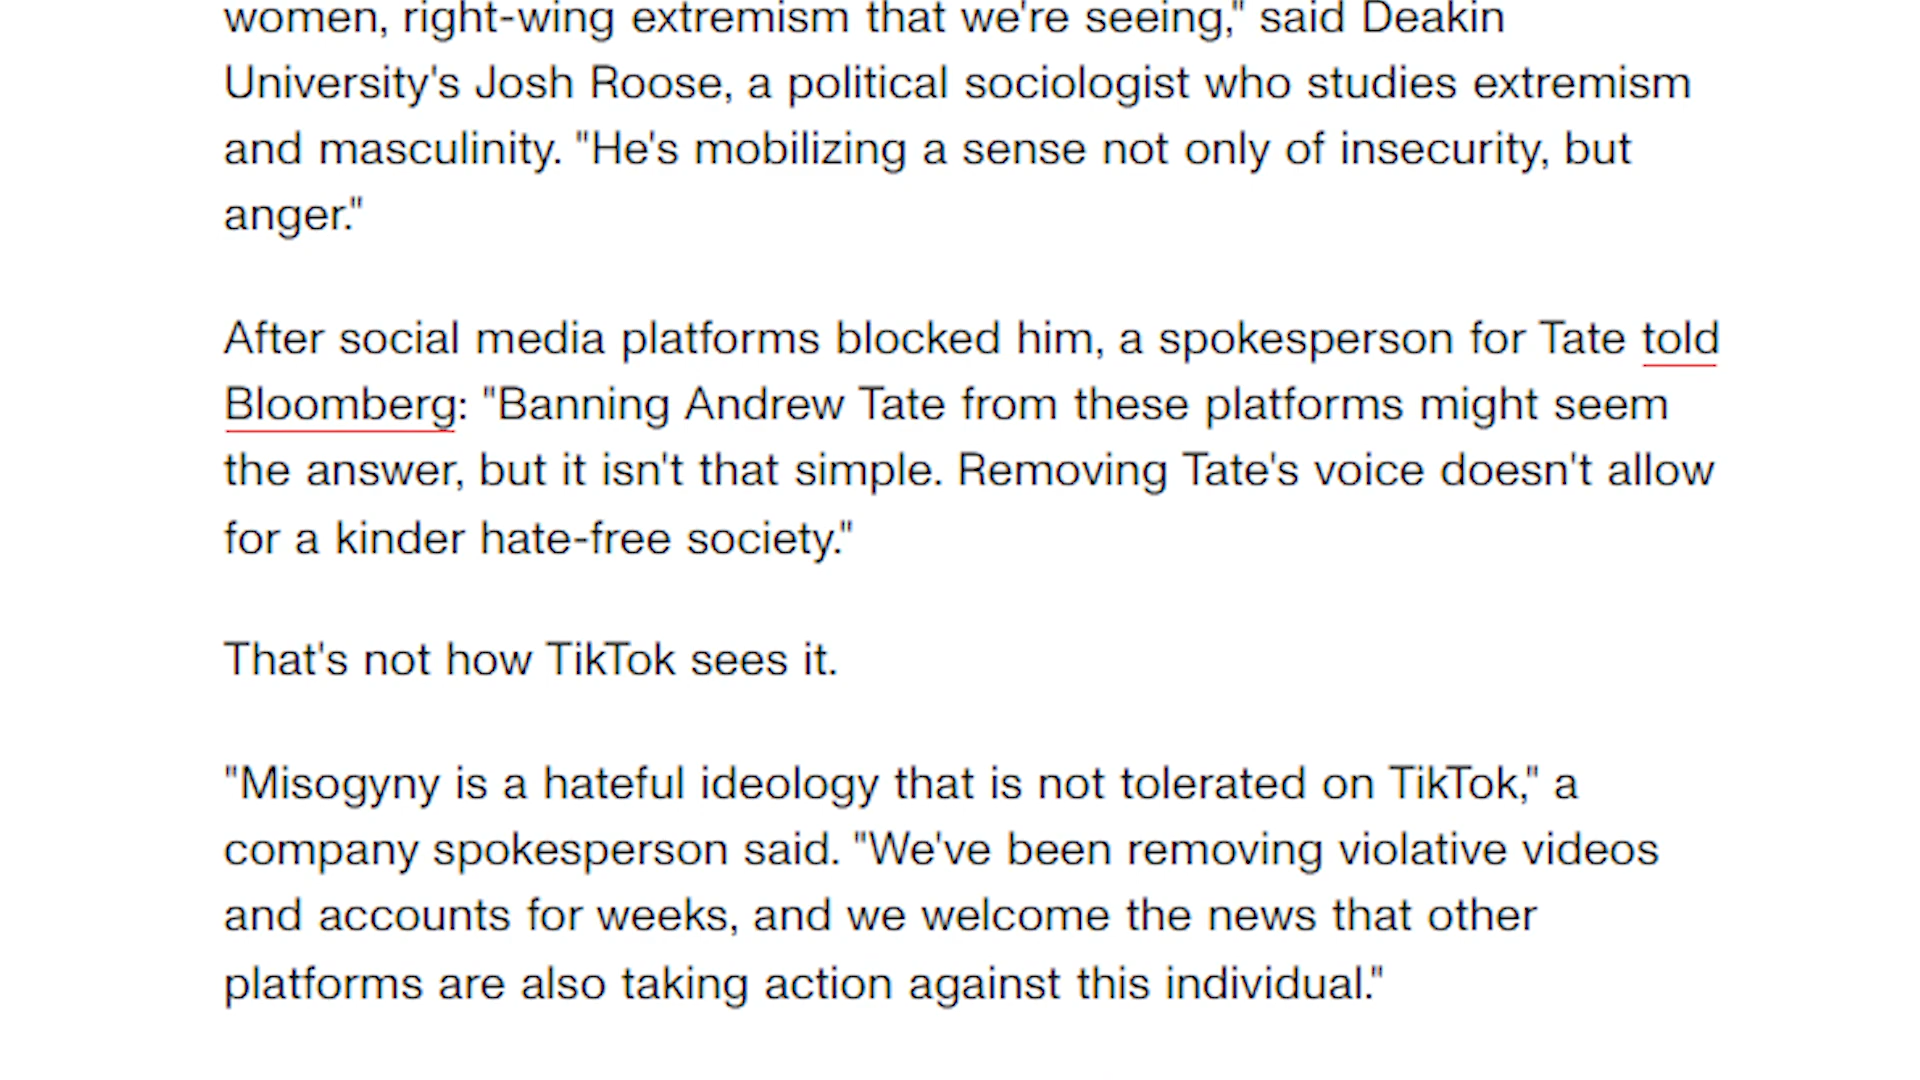 women, right-wing extremism that we're seeing," said Deakin
University's Josh Roose, a political sociologist who studies extremism
and masculinity. "He's mobilizing a sense not only of insecurity, but
anger."
After social media platforms blocked him, a spokesperson for Tate told
Bloomberg: "Banning Andrew Tate from these platforms might seem
the answer, but it isn't that simple. Removing Tate's voice doesn't allow
for a kinder hate-free society."
That's not how TikTok sees it.
"Misogyny is a hateful ideology that is not tolerated on TikTok," a
company spokesperson said. "We've been removing violative videos
and accounts for weeks, and we welcome the news that other
platforms are also taking action against this individual."